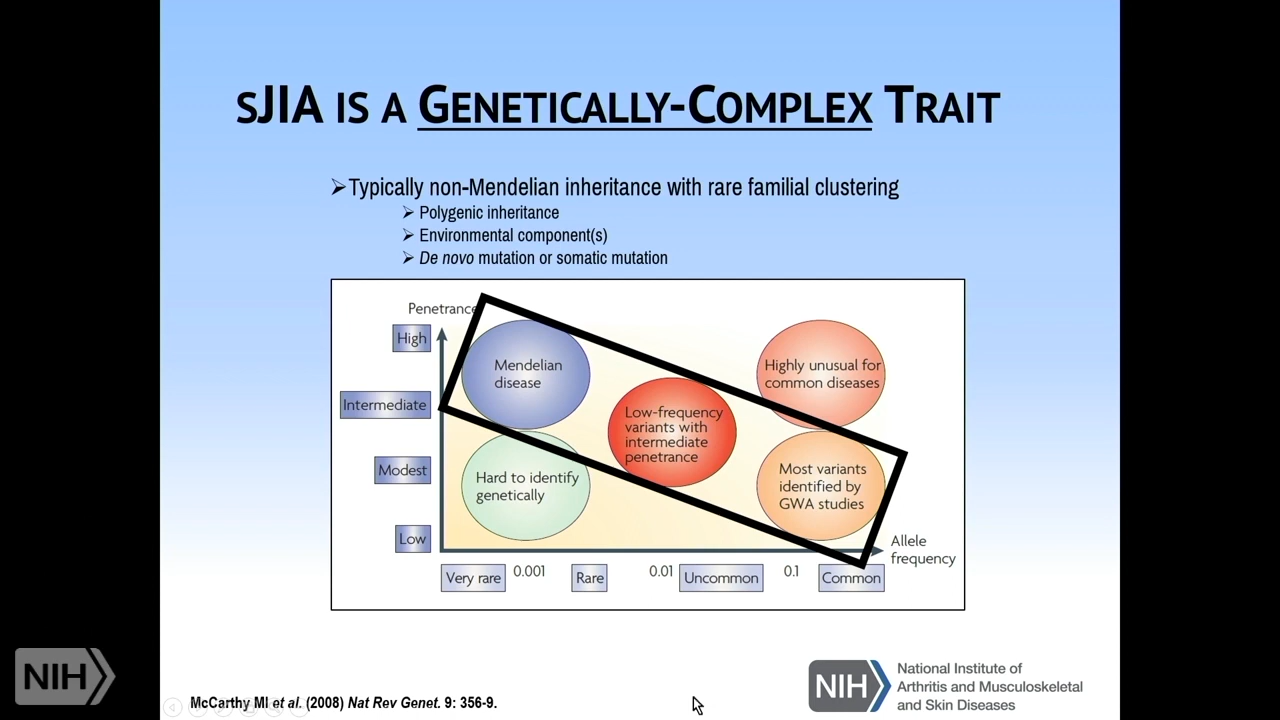 sJIA is a Genetically-Complex Trait
➢Typically non-Mendelian inheritance with rare familial clustering
➢ Polygenic inheritance
➢ Environmental component(s)
➢ De novo mutation or somatic mutation
Penetrance
High
Intermediate
Modest
Low
Mendelian
disease
Highly unusual for
common diseases
Low-frequency
variants with
intermediate
penetrance
Hard to identify
genetically
Most variants
identified by
GWA studies
Allele
frequency
Very rare
0.001
Rare
0.01
Uncommon
0.1
Common
NIH
McCarthy MI et al. (2008) Nat Rev Genet. 9: 356-9.
NIH
National Institute of
Arthritis and Musculoskeletal
and Skin Diseases